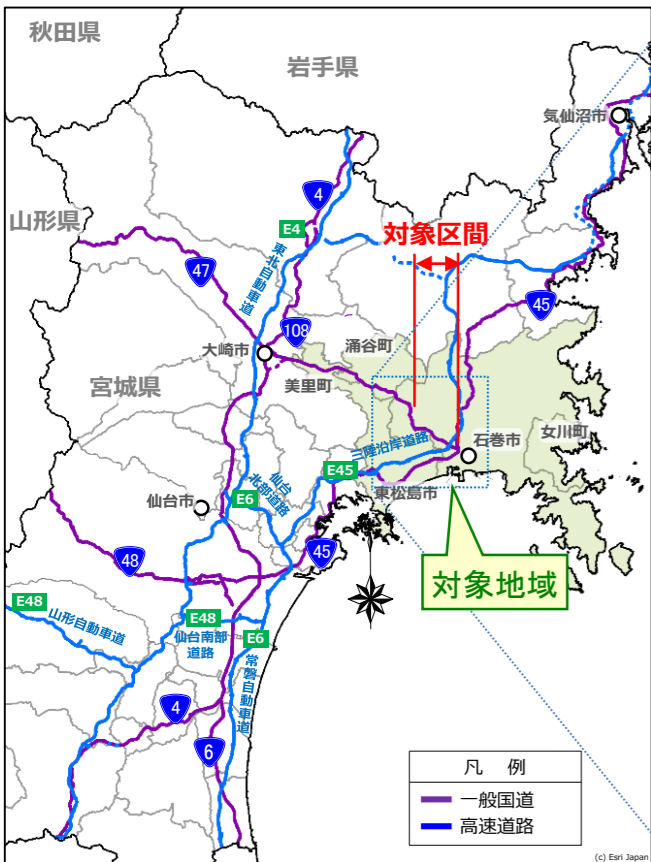 秋田県
岩手県
気仙沼市
山形県
4
E4
対象区間
47
東北自動車道
45
108
大崎市
涌谷町
美里町
宮城県
三陸沿岸道路
石巻市
女川町
E45
仙台
北部道路
E6
東松島市
仙台市
48
45
対象地域
E48
山形自動車道
E48
仙台南部
道路
E6
常磐自動車道
4
6
凡 例
一般国道
高速道路
(c) Esri Japan